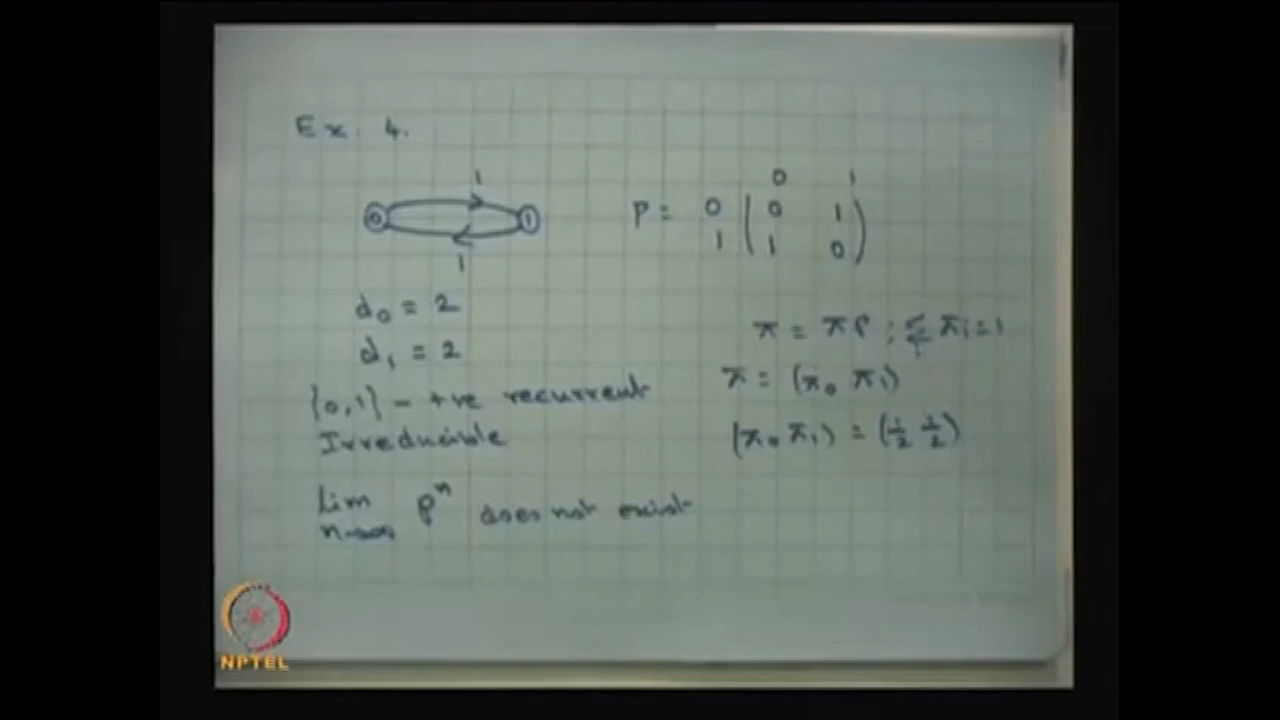 Ex. 4.
1
0 1
1
0 1
P = 0 ( 0 1 )
1 ( 1 0 )
d₀ = 2
d₁ = 2
{0,1} - +ve recurrent
Irreducible
Lim Pⁿ does not exist
n→∞
π = πP ; Σ πi = 1
i
π = (π₀ π₁)
(π₀ π₁) = (1/2 1/2)
NPTEL